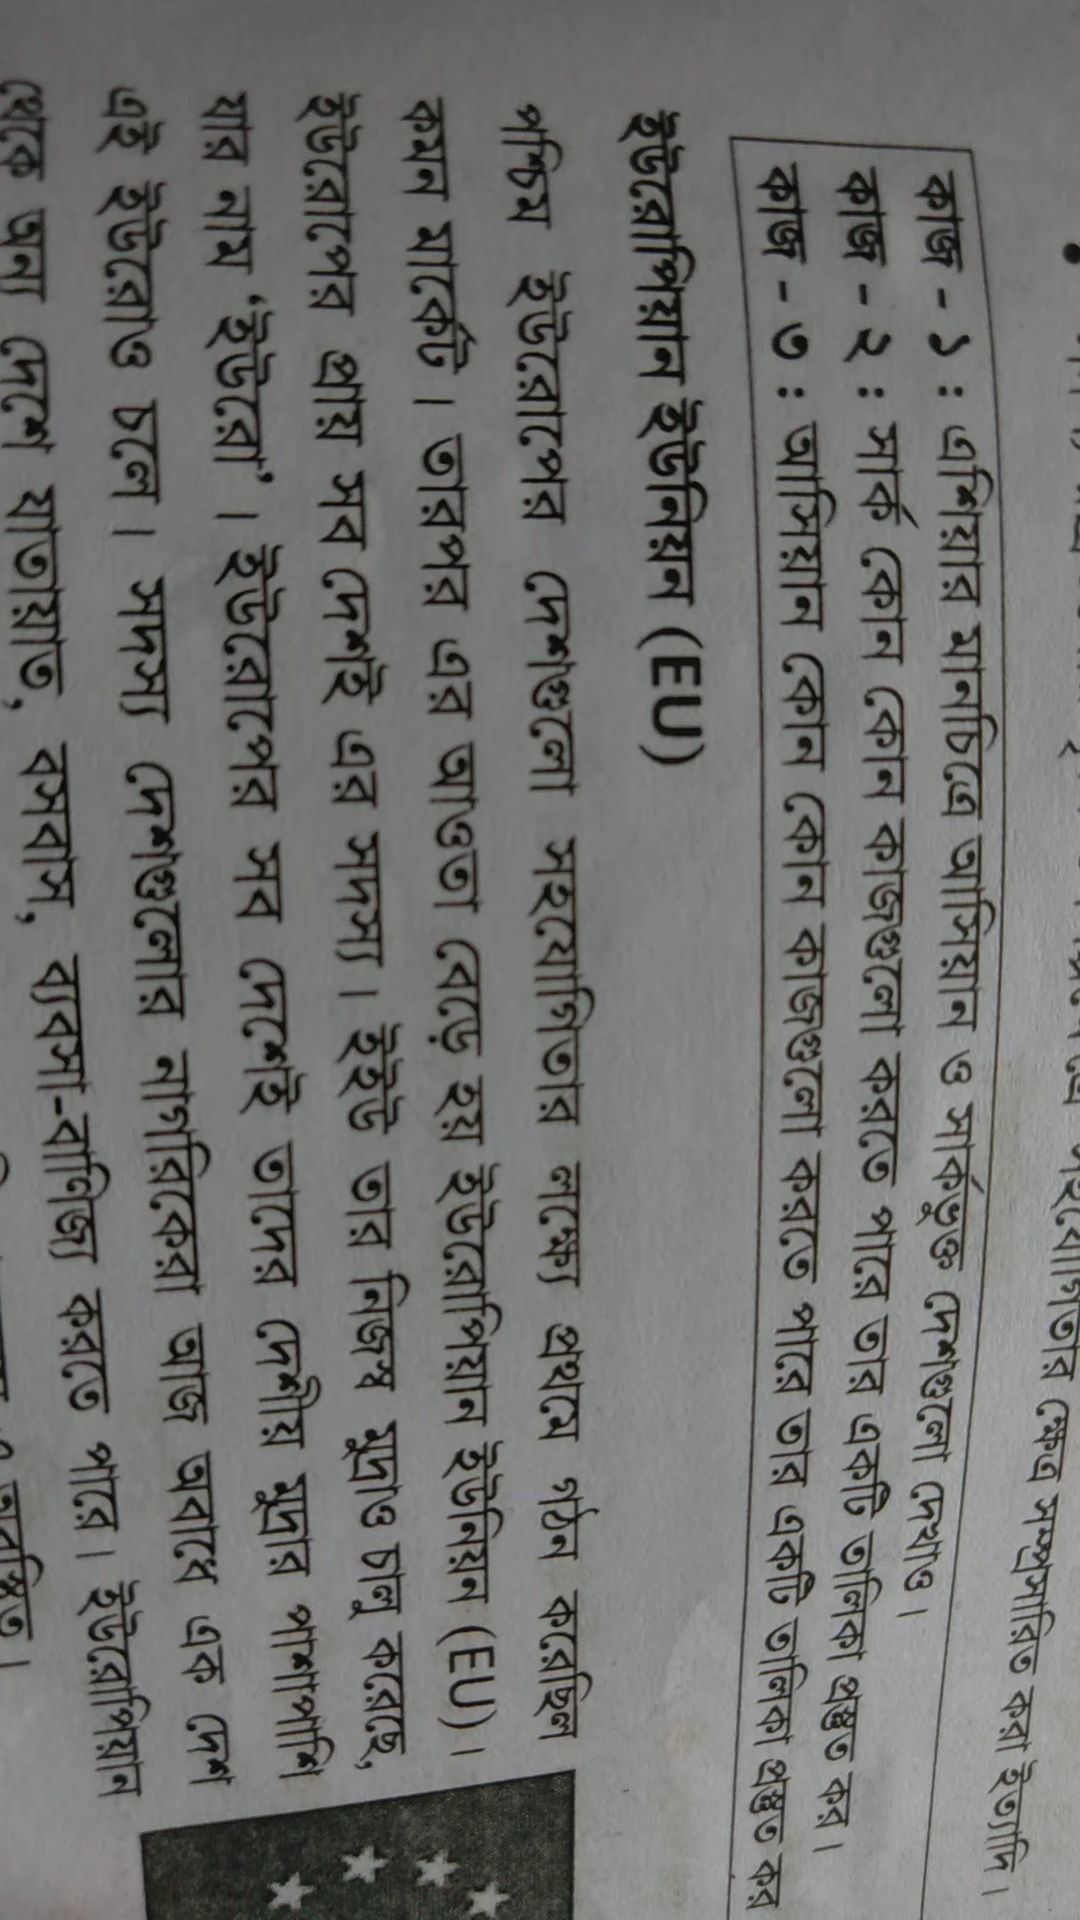 সহযোগিতার ক্ষেত্র সম্প্রসারিত করা ইত্যাদি।
কাজ - ১ : এশিয়ার মানচিত্রে আসিয়ান ও সার্কভুক্ত দেশগুলো দেখাও।
কাজ - ২ : সার্ক কোন কোন কাজগুলো করতে পারে তার একটি তালিকা প্রস্তুত কর।
কাজ - ৩ : আসিয়ান কোন কোন কাজগুলো করতে পারে তার একটি তালিকা প্রস্তুত কর
ইউরোপিয়ান ইউনিয়ন (EU)
পশ্চিম ইউরোপের দেশগুলো সহযোগিতার লক্ষ্যে প্রথমে গঠন করেছিল
কমন মার্কেট। তারপর এর আওতা বেড়ে হয় ইউরোপিয়ান ইউনিয়ন (EU)।
ইউরোপের প্রায় সব দেশই এর সদস্য। ইইউ তার নিজস্ব মুদ্রাও চালু করেছে,
যার নাম ‘ইউরো’। ইউরোপের সব দেশেই তাদের দেশীয় মুদ্রার পাশাপাশি
এই ইউরোও চলে। সদস্য দেশগুলোর নাগরিকেরা আজ অবাধে এক দেশ
থেকে অন্য দেশে যাতায়াত, বসবাস, ব্যবসা-বাণিজ্য করতে পারে। ইউরোপিয়ান